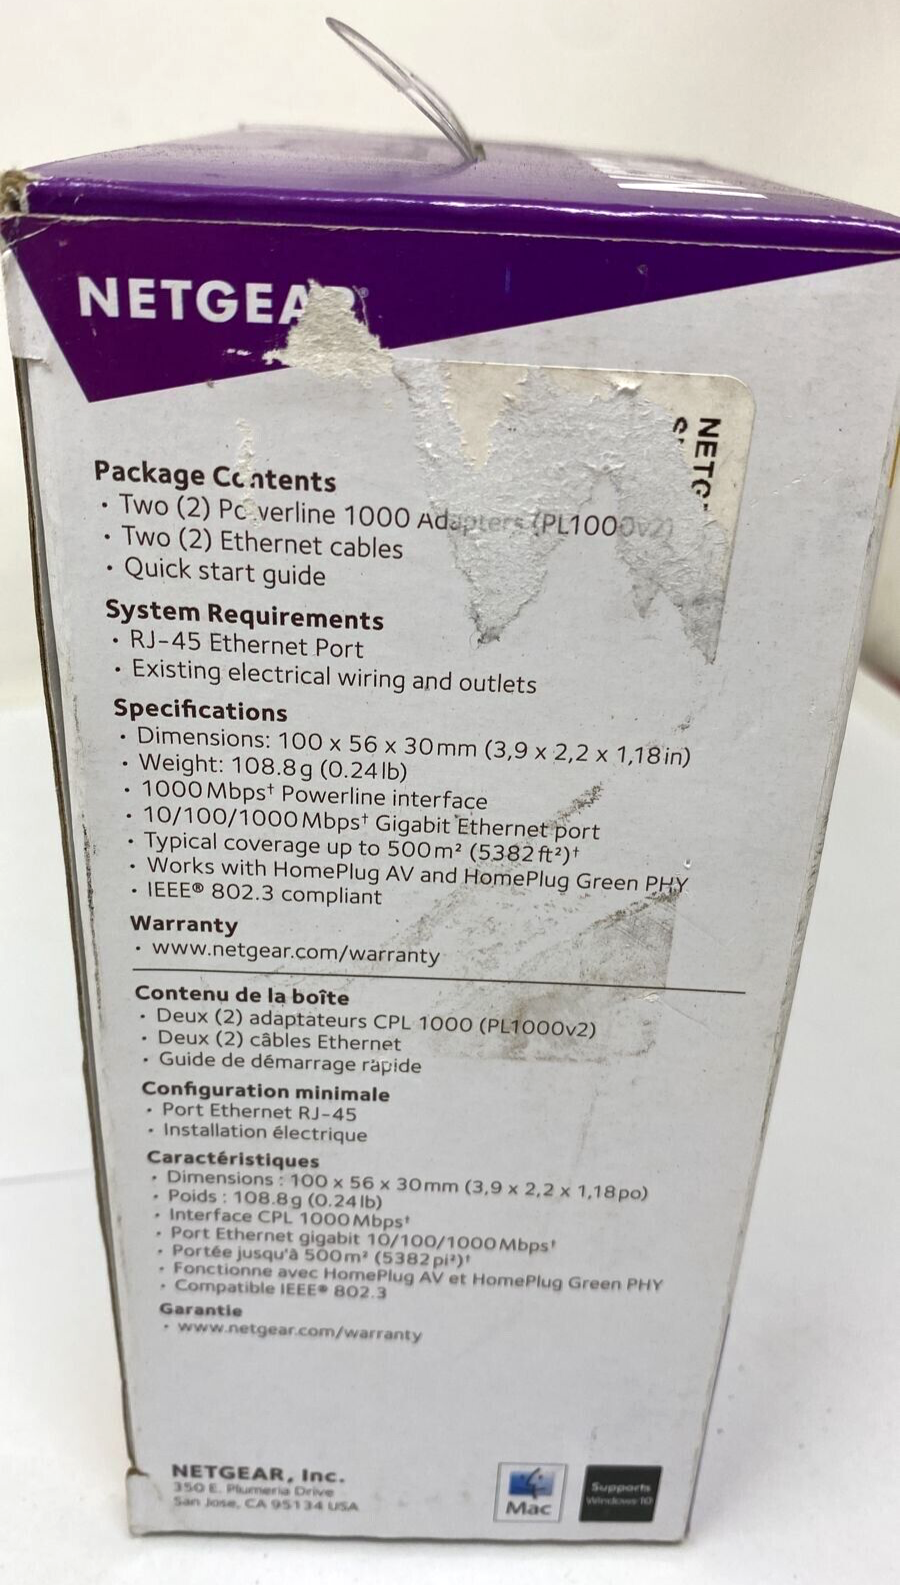 NETGEAR®
NETG
Package Contents
· Two (2) Powerline 1000 Adapters (PL1000v2)
· Two (2) Ethernet cables
· Quick start guide
System Requirements
· RJ-45 Ethernet Port
· Existing electrical wiring and outlets
Specifications
· Dimensions: 100 x 56 x 30mm (3,9 x 2,2 x 1,18in)
· Weight: 108.8g (0.24lb)
· 1000Mbps† Powerline interface
· 10/100/1000Mbps† Gigabit Ethernet port
· Typical coverage up to 500m² (5382ft²)†
· Works with HomePlug AV and HomePlug Green PHY
· IEEE® 802.3 compliant
Warranty
· www.netgear.com/warranty
Contenu de la boîte
· Deux (2) adaptateurs CPL 1000 (PL1000v2)
· Deux (2) câbles Ethernet
· Guide de démarrage rapide
Configuration minimale
· Port Ethernet RJ-45
· Installation électrique
Caractéristiques
· Dimensions : 100 x 56 x 30mm (3,9 x 2,2 x 1,18po)
· Poids : 108.8g (0.24lb)
· Interface CPL 1000Mbps†
· Port Ethernet gigabit 10/100/1000Mbps†
· Portée jusqu'à 500m² (5382pi²)†
· Fonctionne avec HomePlug AV et HomePlug Green PHY
· Compatible IEEE® 802.3
Garantie
· www.netgear.com/warranty
NETGEAR, Inc.
350 E. Plumeria Drive
San Jose, CA 95134 USA
Mac
Supports
Windows 10